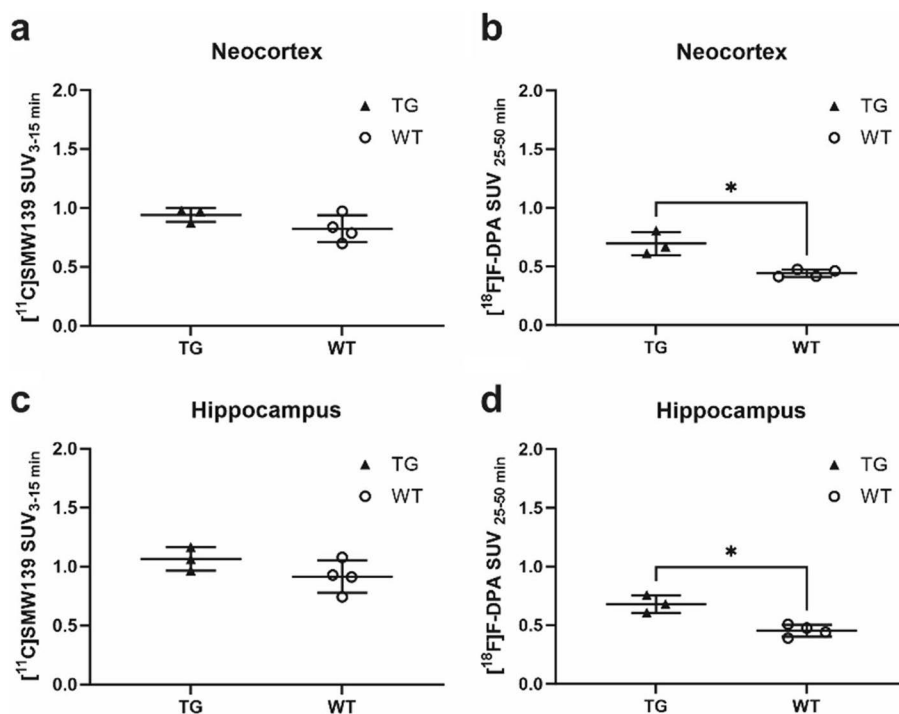 a
Neocortex
[¹¹C]SMW139 SUV₃₋₁₅ ₘᵢₙ
2.0
1.5
1.0
0.5
0.0
TG
WT
TG
WT
b
Neocortex
[¹⁸F]F-DPA SUV ₂₅₋₅₀ ₘᵢₙ
2.0
1.5
1.0
0.5
0.0
TG
WT
*
TG
WT
c
Hippocampus
[¹¹C]SMW139 SUV₃₋₁₅ ₘᵢₙ
2.0
1.5
1.0
0.5
0.0
TG
WT
TG
WT
d
Hippocampus
[¹⁸F]F-DPA SUV ₂₅₋₅₀ ₘᵢₙ
2.0
1.5
1.0
0.5
0.0
TG
WT
*
TG
WT